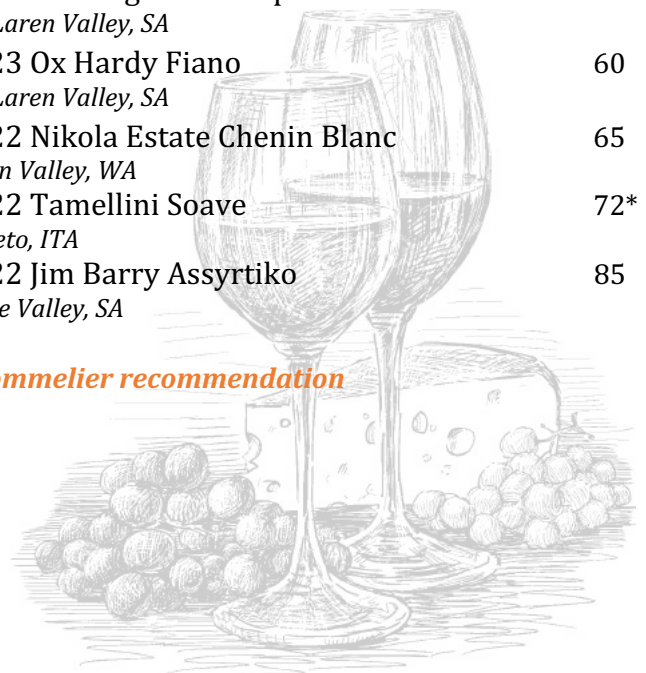 Laren Valley, SA
23 Ox Hardy Fiano 60
Laren Valley, SA
22 Nikola Estate Chenin Blanc 65
n Valley, WA
22 Tamellini Soave 72*
eto, ITA
22 Jim Barry Assyrtiko 85
e Valley, SA
ommelier recommendation